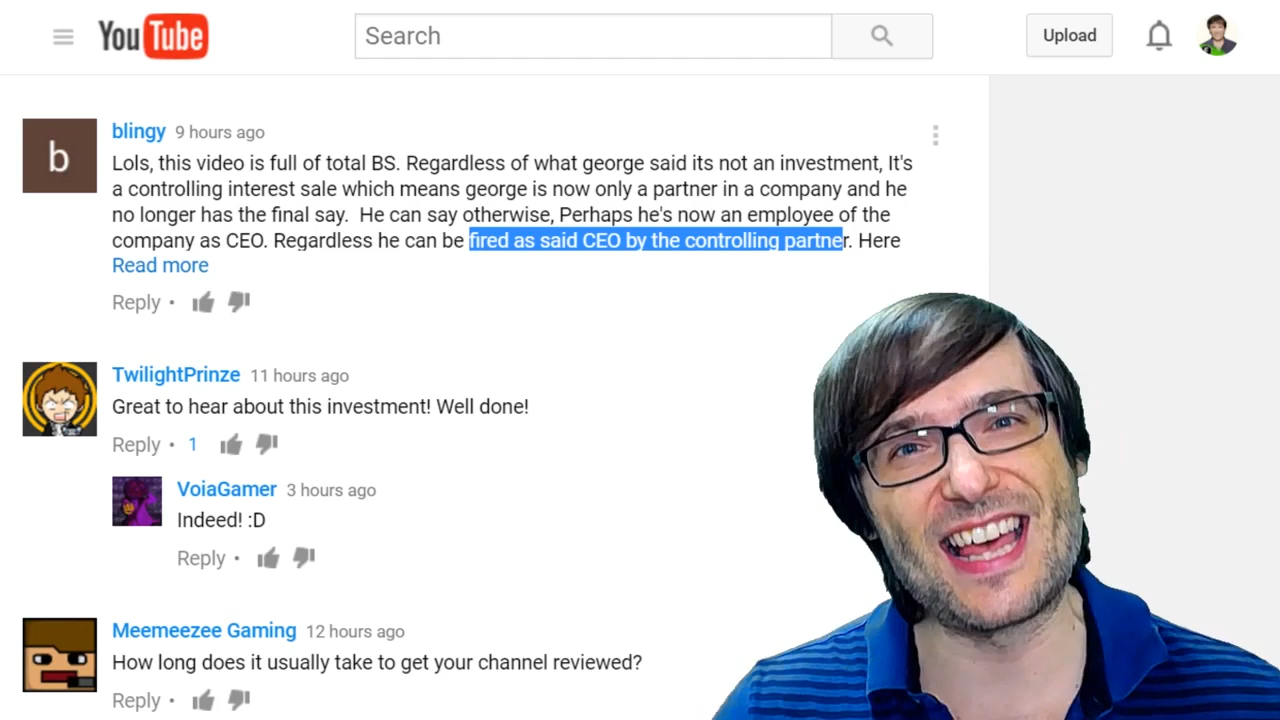 YouTube
Search
Upload
b
blingy 9 hours ago
Lols, this video is full of total BS. Regardless of what george said its not an investment, It's
a controlling interest sale which means george is now only a partner in a company and he
no longer has the final say.  He can say otherwise, Perhaps he's now an employee of the
company as CEO. Regardless he can be fired as said CEO by the controlling partner. Here
Read more
Reply •
TwilightPrinze 11 hours ago
Great to hear about this investment! Well done!
Reply • 1
VoiaGamer 3 hours ago
Indeed! :D
Reply •
Meemeezee Gaming 12 hours ago
How long does it usually take to get your channel reviewed?
Reply •